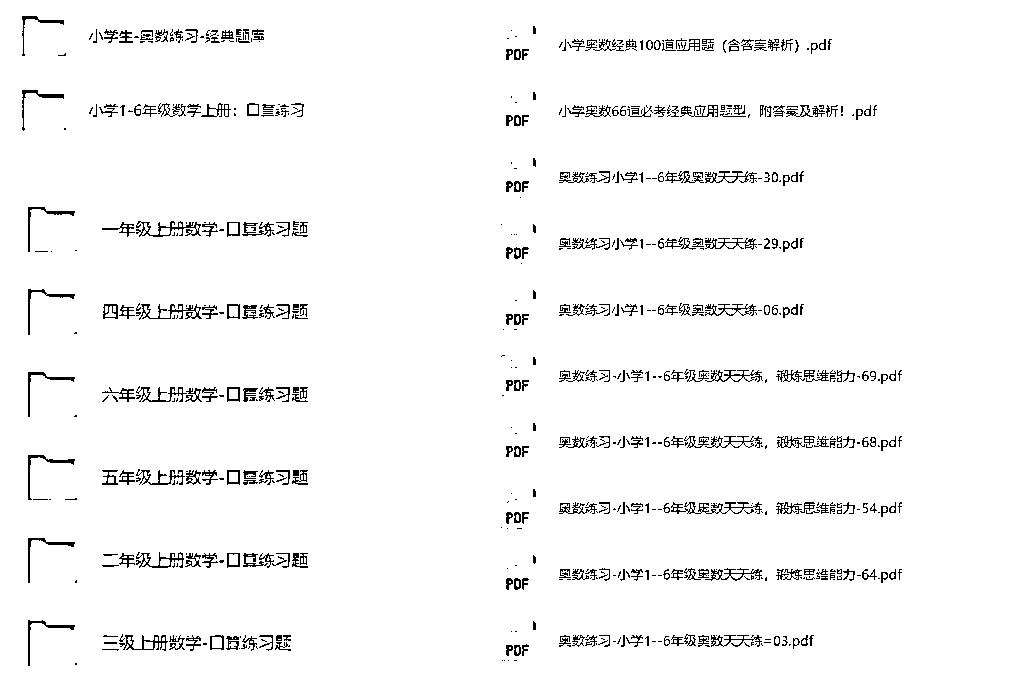 小学生-奥数练习-经典题库
小学1-6年级数学上册：口算练习
一年级上册数学-口算练习题
四年级上册数学-口算练习题
六年级上册数学-口算练习题
五年级上册数学-口算练习题
二年级上册数学-口算练习题
三级上册数学-口算练习题
PDF 小学奥数经典100道应用题（含答案解析）.pdf
PDF 小学奥数66道必考经典应用题型，附答案及解析！.pdf
PDF 奥数练习小学1--6年级奥数天天练-30.pdf
PDF 奥数练习小学1--6年级奥数天天练-29.pdf
PDF 奥数练习小学1--6年级奥数天天练-06.pdf
PDF 奥数练习-小学1--6年级奥数天天练，锻炼思维能力-69.pdf
PDF 奥数练习-小学1--6年级奥数天天练，锻炼思维能力-68.pdf
PDF 奥数练习-小学1--6年级奥数天天练，锻炼思维能力-54.pdf
PDF 奥数练习-小学1--6年级奥数天天练，锻炼思维能力-64.pdf
PDF 奥数练习-小学1--6年级奥数天天练=03.pdf